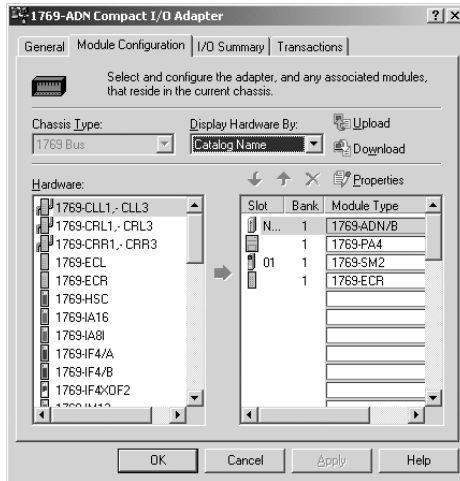 1769-ADN Compact I/O Adapter
General Module Configuration I/O Summary Transactions
Select and configure the adapter, and any associated modules,
that reside in the current chassis.
Chassis Type:
1769 Bus
Display Hardware By:
Catalog Name
Upload
Download
Hardware:
1769-CLL1,- CLL3
1769-CRL1,- CRL3
1769-CRR1,- CRR3
1769-ECL
1769-ECR
1769-HSC
1769-IA16
1769-IA8I
1769-IF4/A
1769-IF4/B
1769-IF4XOF2
Properties
Slot Bank Module Type
N... 1 1769-ADN/B
1 1769-PA4
01 1 1769-SM2
1 1769-ECR
OK Cancel Apply Help